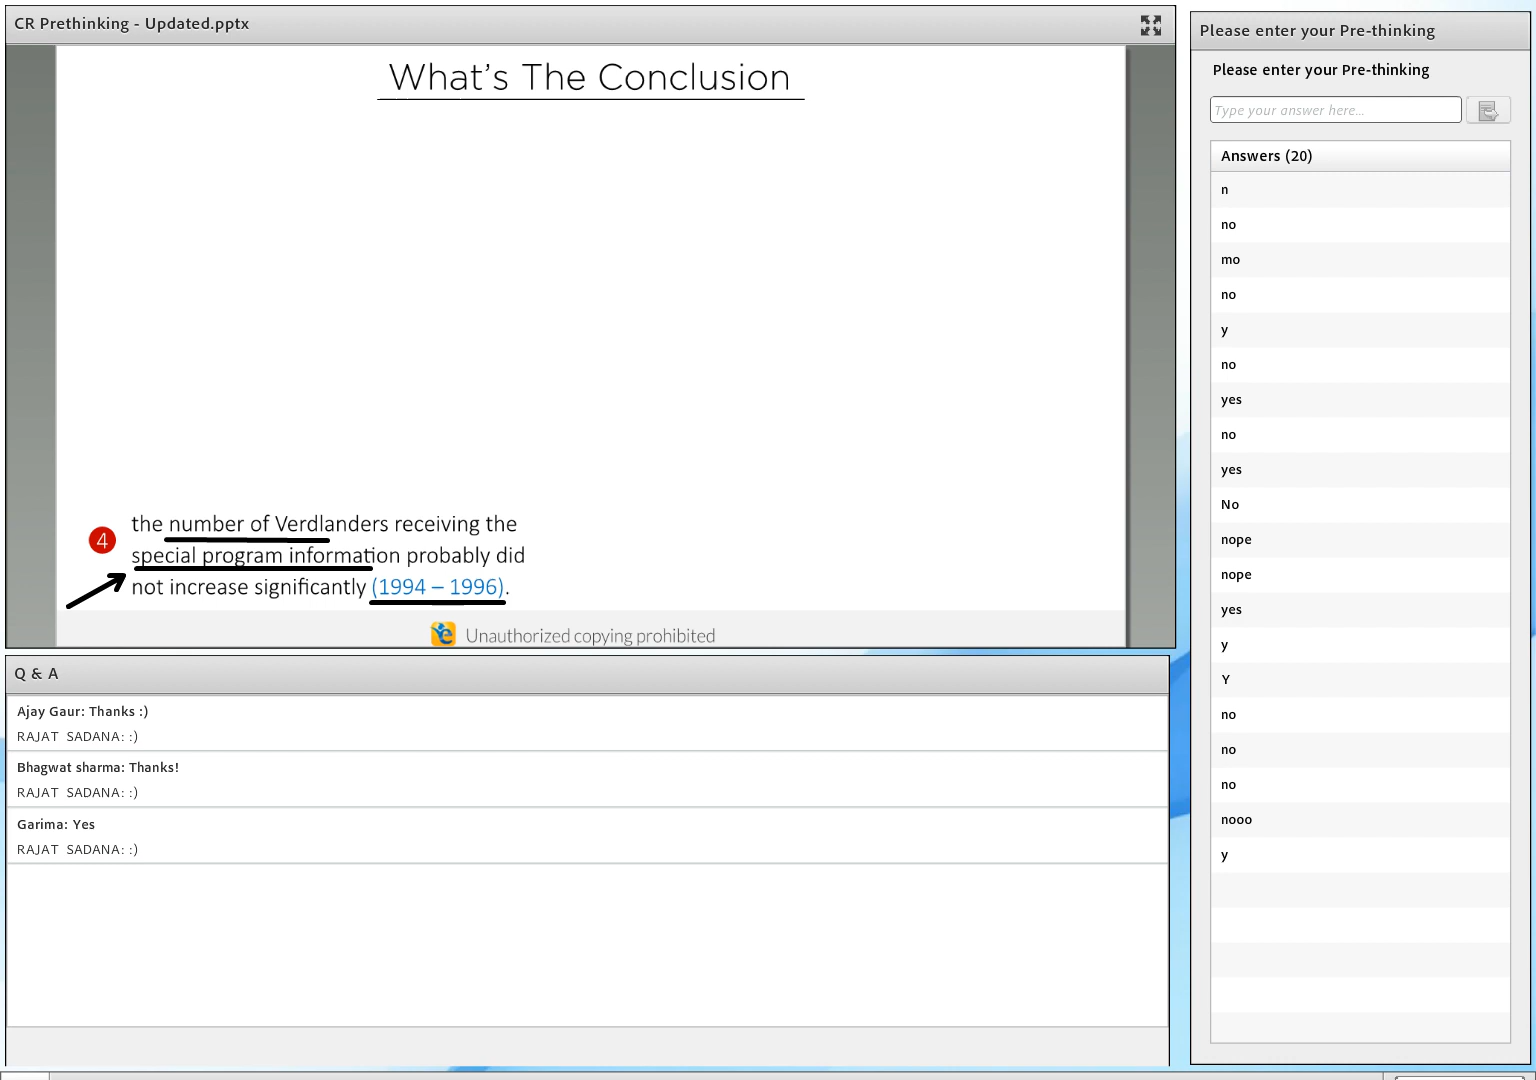 CR Prethinking - Updated.pptx
What's The Conclusion
4
the number of Verdlanders receiving the
special program information probably did
not increase significantly (1994 – 1996).
Unauthorized copying prohibited
Q & A
Ajay Gaur: Thanks :)
RAJAT SADANA: :)
Bhagwat sharma: Thanks!
RAJAT SADANA: :)
Garima: Yes
RAJAT SADANA: :)
Please enter your Pre-thinking
Please enter your Pre-thinking
Type your answer here...
Answers (20)
n
no
mo
no
y
no
yes
no
yes
No
nope
nope
yes
y
Y
no
no
no
nooo
y